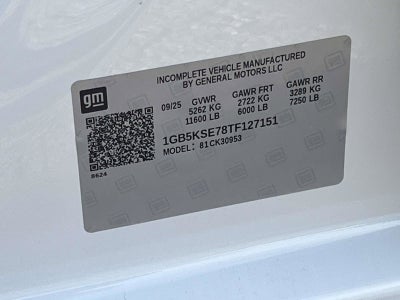 gm
INCOMPLETE VEHICLE MANUFACTURED
BY GENERAL MOTORS LLC
09/25 GVWR GAWR FRT GAWR RR
5262 KG 2722 KG 3289 KG
11600 LB 6000 LB 7250 LB
1GB5KSE78TF127151
MODEL: 81CK30953
8624